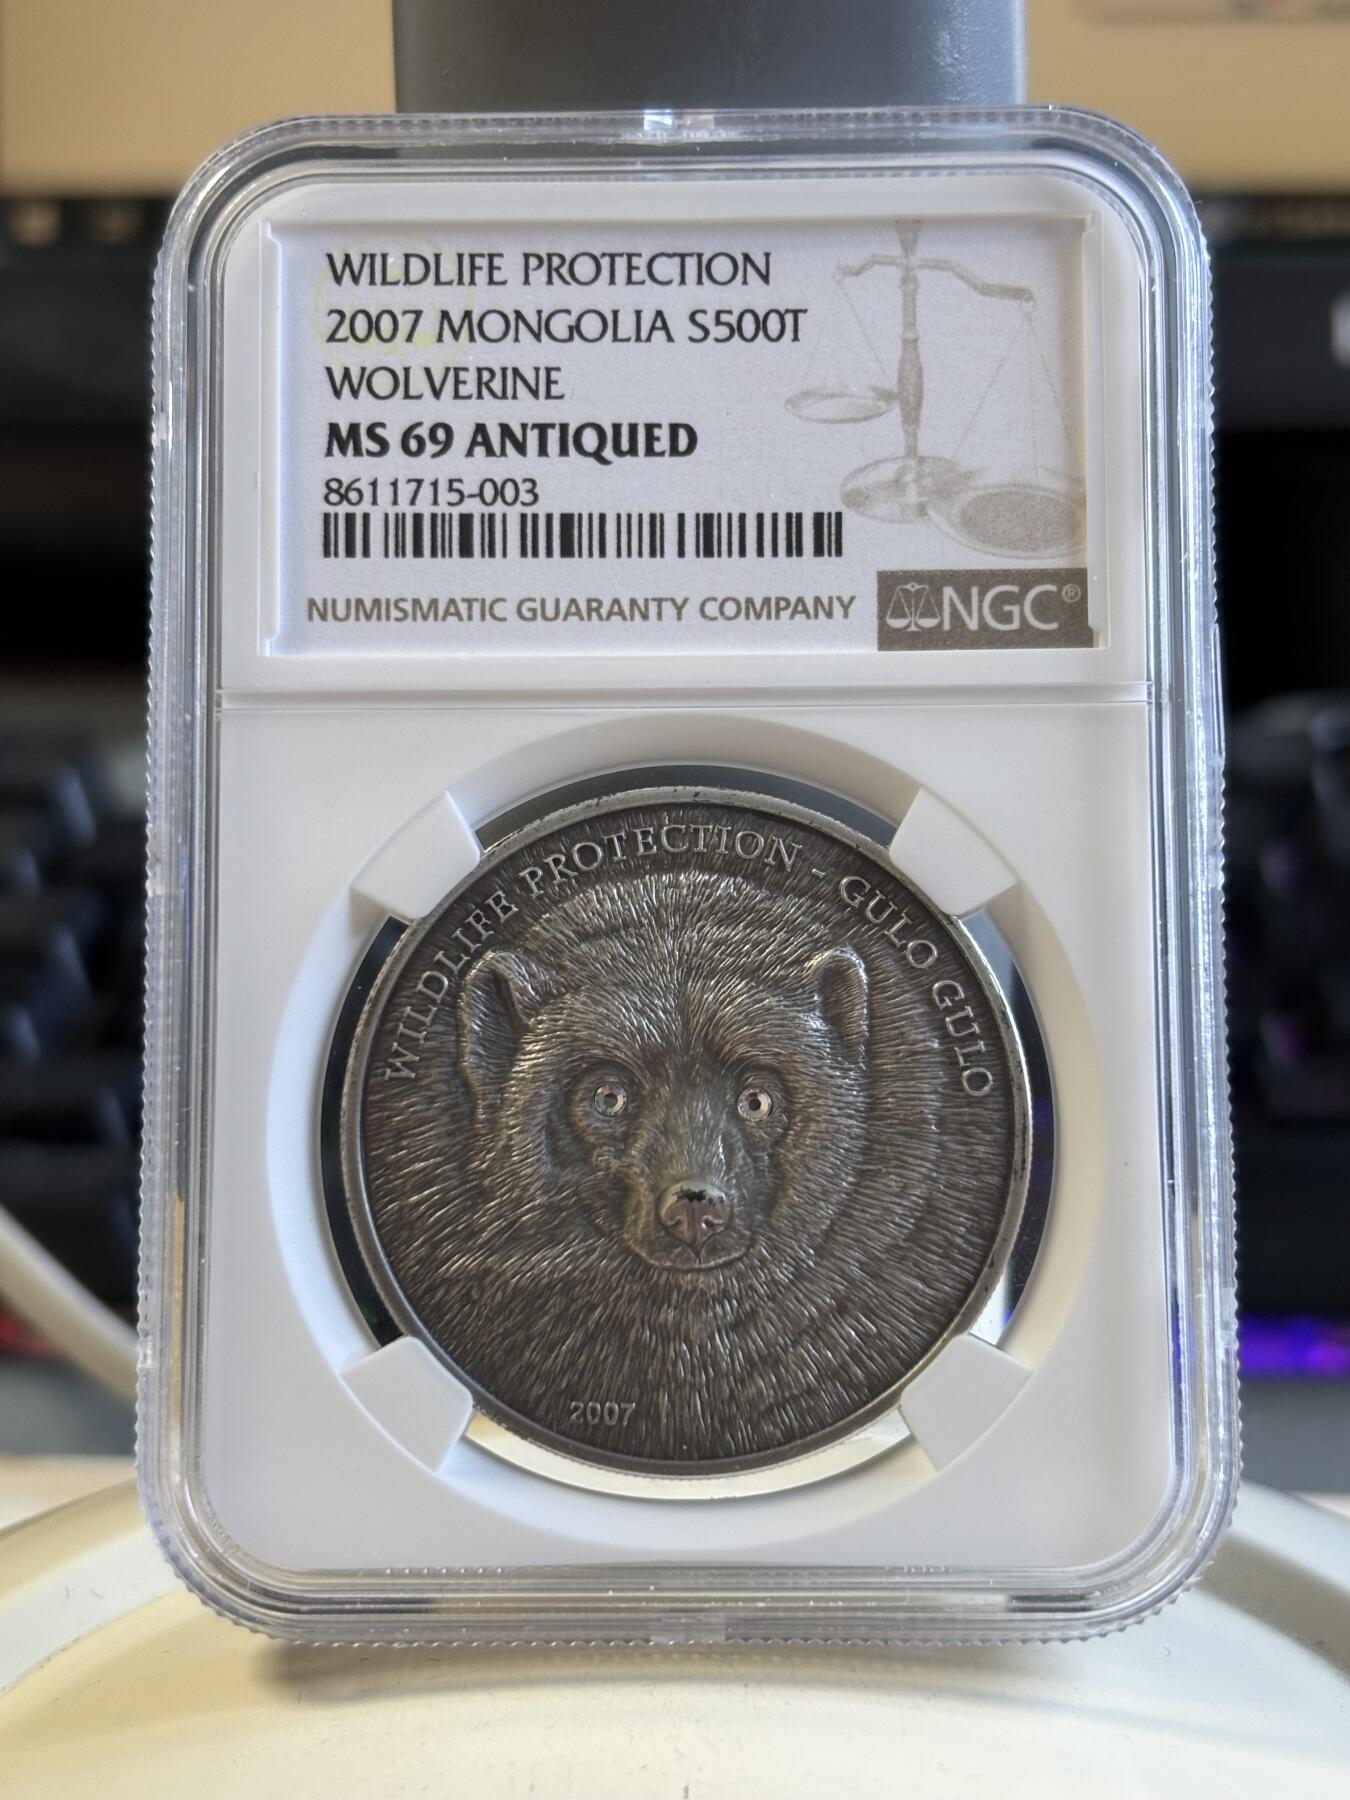 WILDLIFE PROTECTION
2007 MONGOLIA S500T
WOLVERINE
MS 69 ANTIQUED
8611715-003
NUMISMATIC GUARANTY COMPANY
NGC®
WILDLIFE PROTECTION - GULO GULO
2007